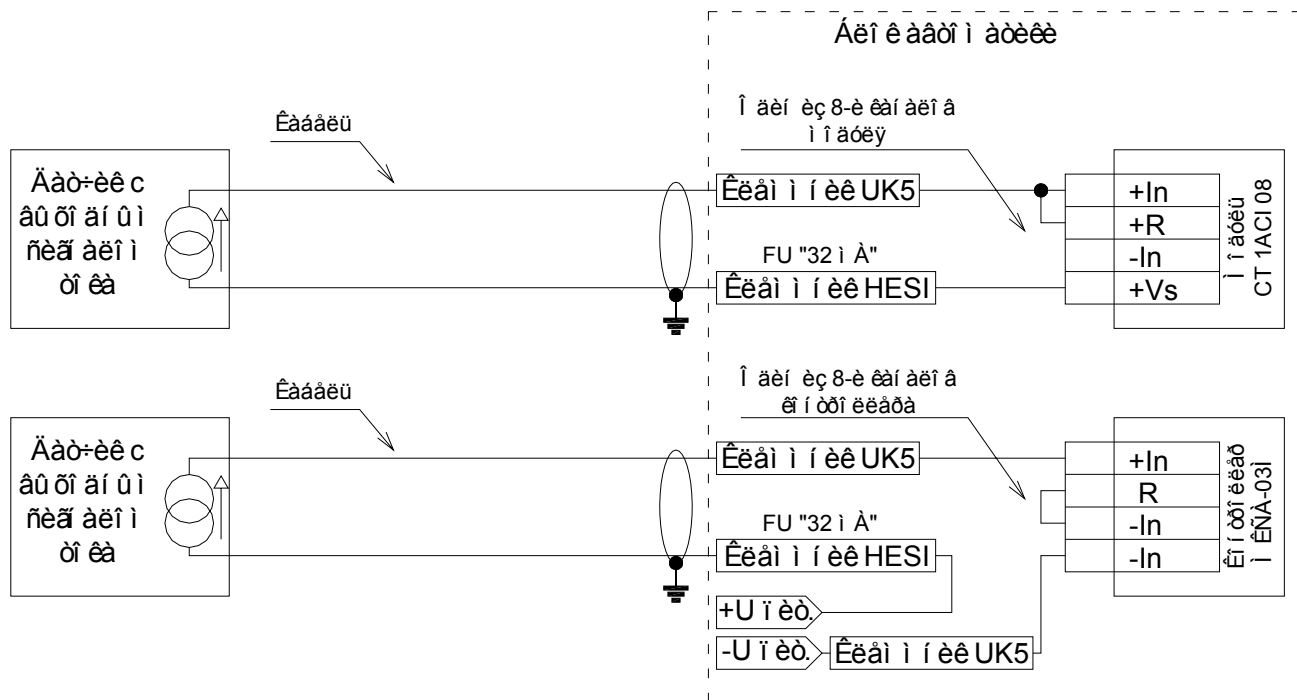 Áëî ê àâòî ì àòèêè
Êàáåëü
Î äèí èç 8-è êàí àëî â
ì î äóëÿ
Äàò÷èê c
âû õî äí û ì
ñèãí àëî ì
òî êà
Êëåì ì í èê UK5
+In
+R
-In
+Vs
Ì î äóëü
CT 1ACI 08
FU "32 ì À"
Êëåì ì í èê HESI
Êàáåëü
Î äèí èç 8-è êàí àëî â
êî í òðî ëëåðà
Äàò÷èê c
âû õî äí û ì
ñèãí àëî ì
òî êà
Êëåì ì í èê UK5
+In
R
-In
-In
Êî í òðî ëëåð
Ì ÊÑÀ-03Ì
FU "32 ì À"
Êëåì ì í èê HESI
+U ï èò.
-U ï èò.
Êëåì ì í èê UK5